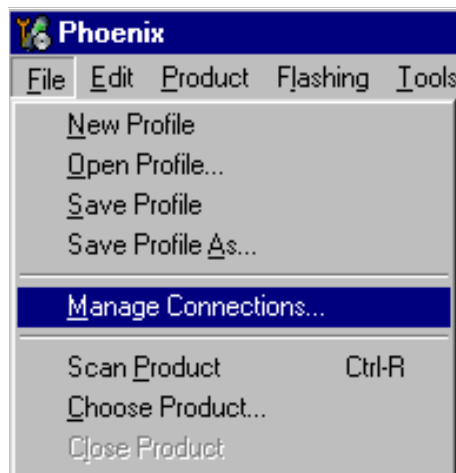 Phoenix
File Edit Product Flashing Tools
New Profile
Open Profile...
Save Profile
Save Profile As...
Manage Connections...
Scan Product Ctrl-R
Choose Product...
Close Product